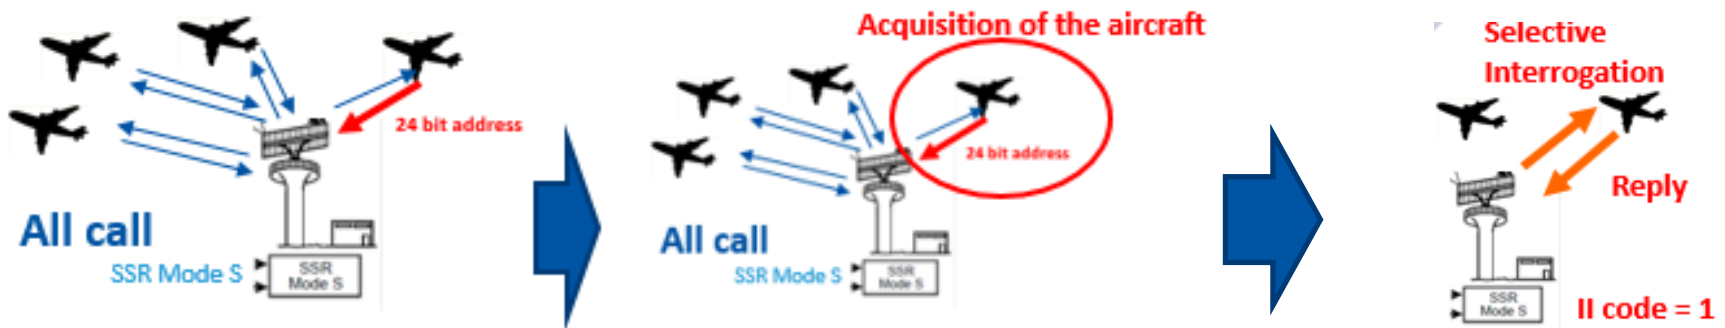 24 bit address
All call
SSR Mode S
SSR
Mode S
Acquisition of the aircraft
24 bit address
All call
SSR Mode S
SSR
Mode S
Selective
Interrogation
Reply
SSR
Mode S
II code = 1